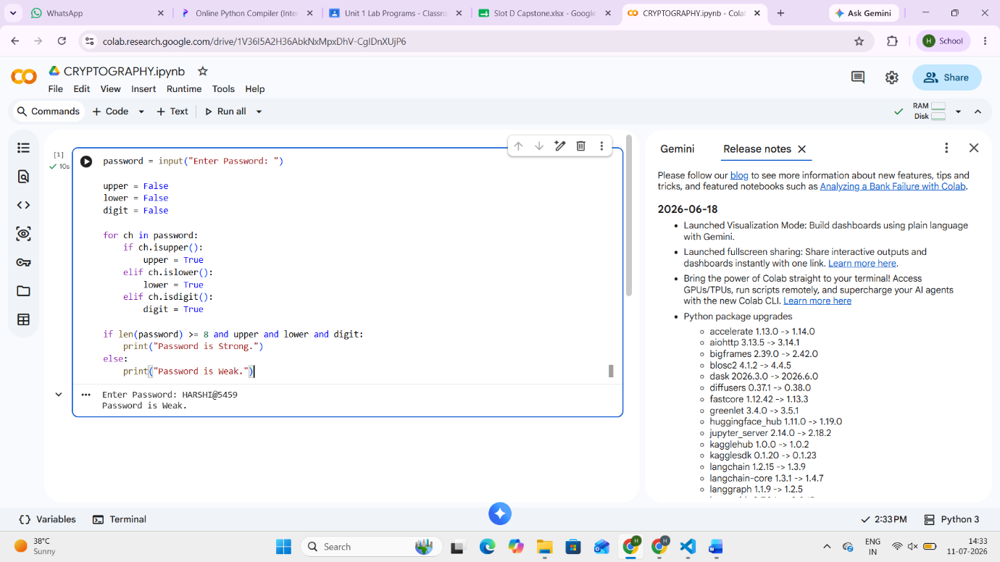 WhatsApp
Online Python Compiler (Inter
Unit 1 Lab Programs - Classroo
Slot D Capstone.xlsx - Google
CRYPTOGRAPHY.ipynb - Colab
Ask Gemini
colab.research.google.com/drive/1V36I5A2H36AbkNxMpxDhV-CgIDnXUjP6
H School
CRYPTOGRAPHY.ipynb
File Edit View Insert Runtime Tools Help
Share
Commands + Code + Text Run all
RAM
Disk
[1]
10s
password = input("Enter Password: ")
upper = False
lower = False
digit = False
for ch in password:
if ch.isupper():
upper = True
elif ch.islower():
lower = True
elif ch.isdigit():
digit = True
if len(password) >= 8 and upper and lower and digit:
print("Password is Strong.")
else:
print("Password is Weak.")
Enter Password: HARSHI@5459
Password is Weak.
Gemini
Release notes
Please follow our blog to see more information about new features, tips and
tricks, and featured notebooks such as Analyzing a Bank Failure with Colab.
2026-06-18
Launched Visualization Mode: Build dashboards using plain language
with Gemini.
Launched fullscreen sharing: Share interactive outputs and
dashboards instantly with one link. Learn more here.
Bring the power of Colab straight to your terminal! Access
GPUs/TPUs, run scripts remotely, and supercharge your AI agents
with the new Colab CLI. Learn more here
Python package upgrades
accelerate 1.13.0 -> 1.14.0
aiohttp 3.13.5 -> 3.14.1
bigframes 2.39.0 -> 2.42.0
blosc2 4.1.2 -> 4.4.5
dask 2026.3.0 -> 2026.6.0
diffusers 0.37.1 -> 0.38.0
fastcore 1.12.42 -> 1.13.3
greenlet 3.4.0 -> 3.5.1
huggingface_hub 1.11.0 -> 1.19.0
jupyter_server 2.14.0 -> 2.18.2
kagglehub 1.0.0 -> 1.0.2
kagglesdk 0.1.20 -> 0.1.23
langchain 1.2.15 -> 1.3.9
langchain-core 1.3.1 -> 1.4.7
langgraph 1.1.9 -> 1.2.5
Variables
Terminal
2:33 PM
Python 3
38°C
Sunny
Search
ENG
IN
14:33
11-07-2026